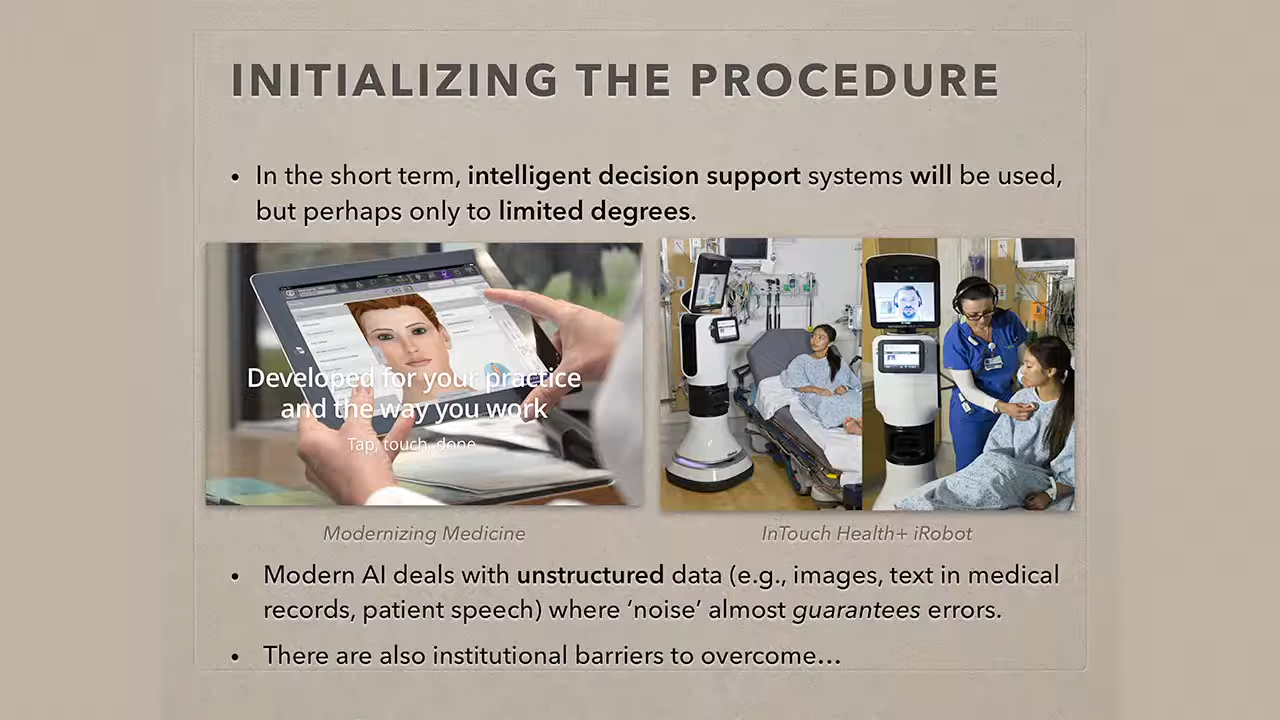 INITIALIZING THE PROCEDURE
• In the short term, intelligent decision support systems will be used,
but perhaps only to limited degrees.
Developed for your practice
and the way you work
Tap, touch, done
Modernizing Medicine
InTouch Health+ iRobot
• Modern AI deals with unstructured data (e.g., images, text in medical
records, patient speech) where ‘noise’ almost guarantees errors.
• There are also institutional barriers to overcome…